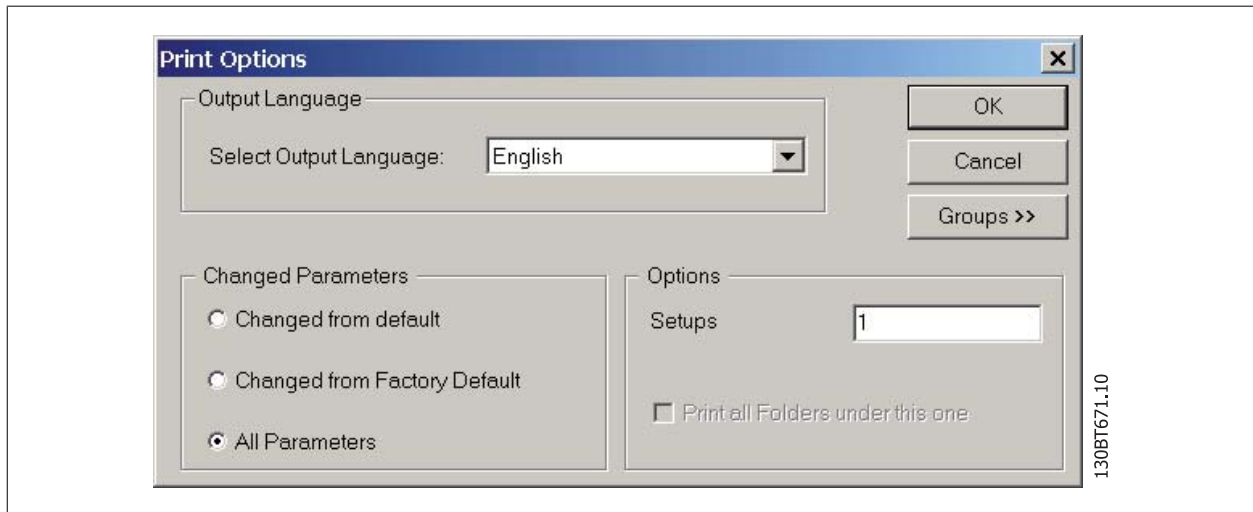 Print Options
Output Language
OK
Select Output Language: English
Cancel
Groups >>
Changed Parameters
Options
Changed from default
Setups 1
Changed from Factory Default
Print all Folders under this one
All Parameters
130BT671.10